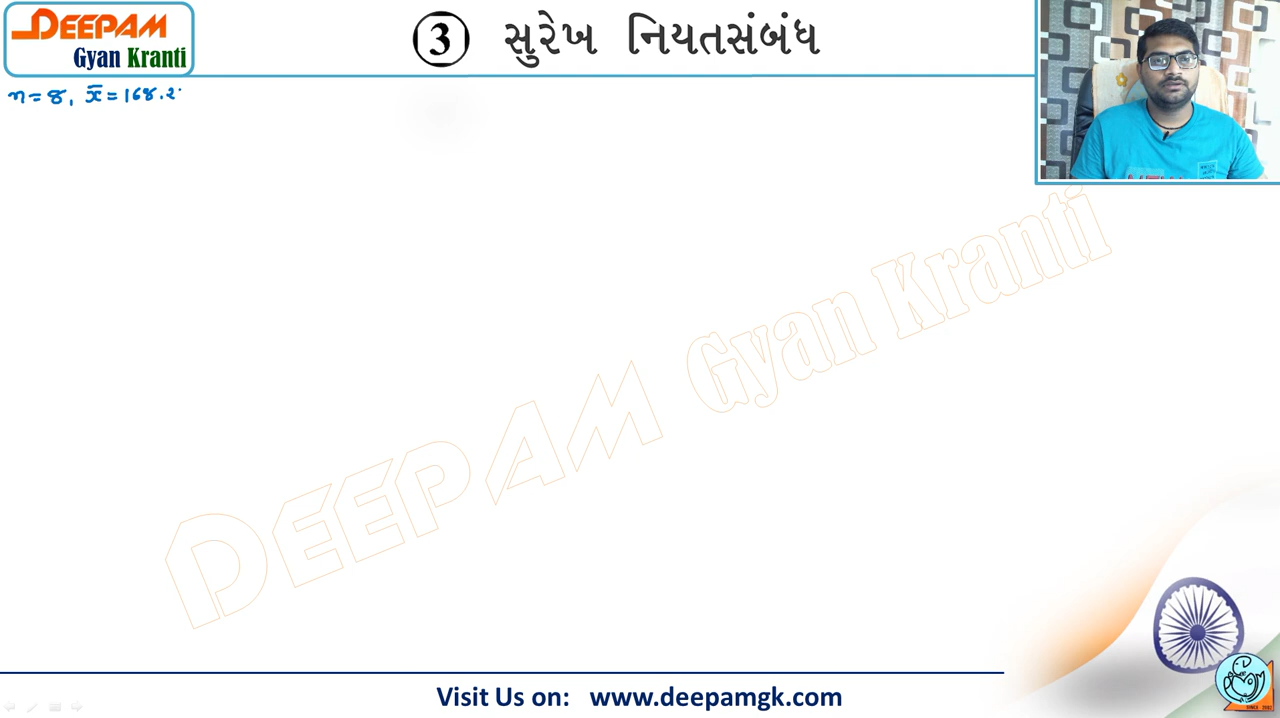 DEEPAM
Gyan Kranti
3 સુરેખ નિયતસંબંધ
n = 8, x̄ = 168.2
DEEPAM Gyan Kranti
Visit Us on: www.deepamgk.com